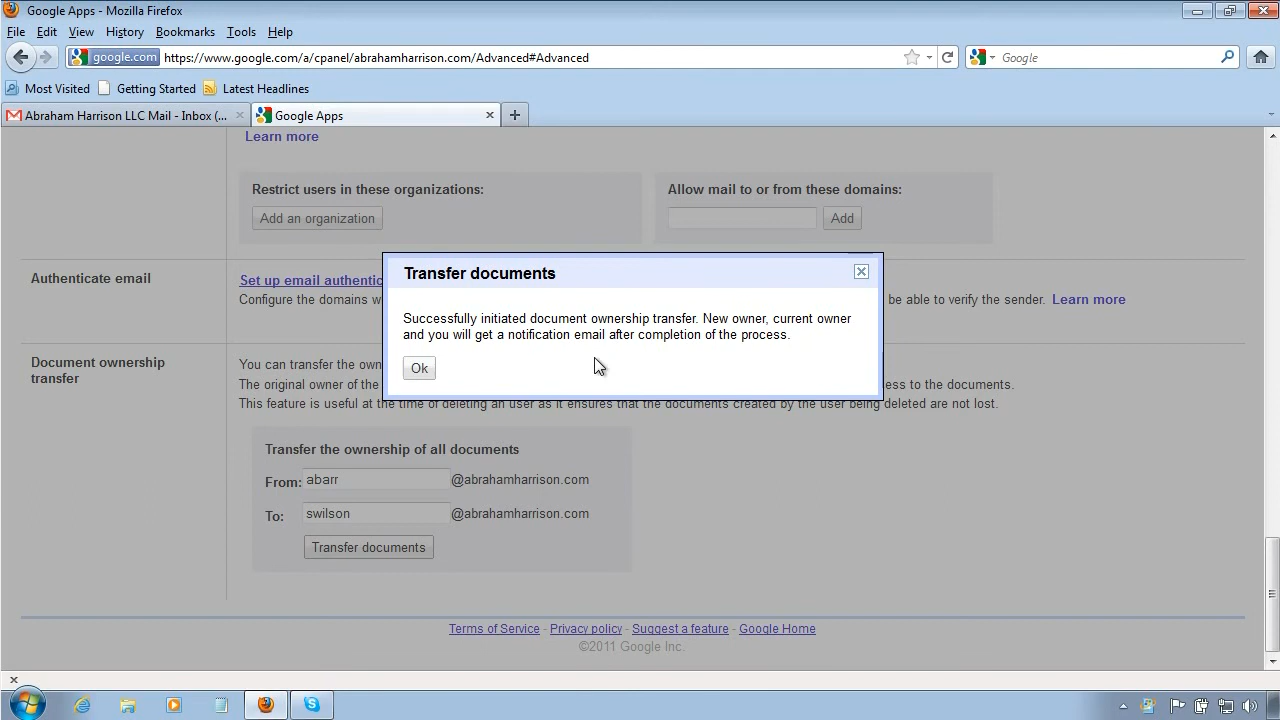 Google Apps - Mozilla Firefox
File Edit View History Bookmarks Tools Help
google.com https://www.google.com/a/cpanel/abrahamharrison.com/Advanced#Advanced Google
Most Visited Getting Started Latest Headlines
Abraham Harrison LLC Mail - Inbox (... Google Apps
Learn more
Restrict users in these organizations: Allow mail to or from these domains:
Add an organization Add
Authenticate email Set up email authentic
Configure the domains w be able to verify the sender. Learn more
Transfer documents
Successfully initiated document ownership transfer. New owner, current owner
and you will get a notification email after completion of the process.
Ok
Document ownership
transfer
You can transfer the own
The original owner of the ess to the documents.
This feature is useful at the time of deleting an user as it ensures that the documents created by the user being deleted are not lost.
Transfer the ownership of all documents
From: abarr @abrahamharrison.com
To: swilson @abrahamharrison.com
Transfer documents
Terms of Service - Privacy policy - Suggest a feature - Google Home
©2011 Google Inc.